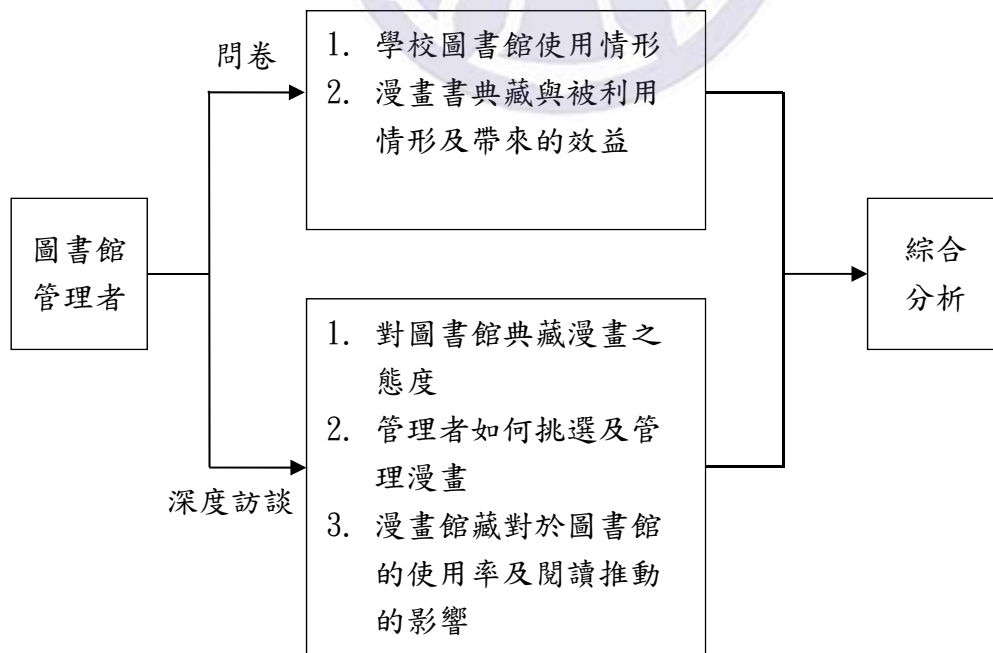 問卷
1. 學校圖書館使用情形
2. 漫畫書典藏與被利用
情形及帶來的效益
圖書館
管理者
綜合
分析
深度訪談
1. 對圖書館典藏漫畫之
態度
2. 管理者如何挑選及管
理漫畫
3. 漫畫館藏對於圖書館
的使用率及閱讀推動
的影響